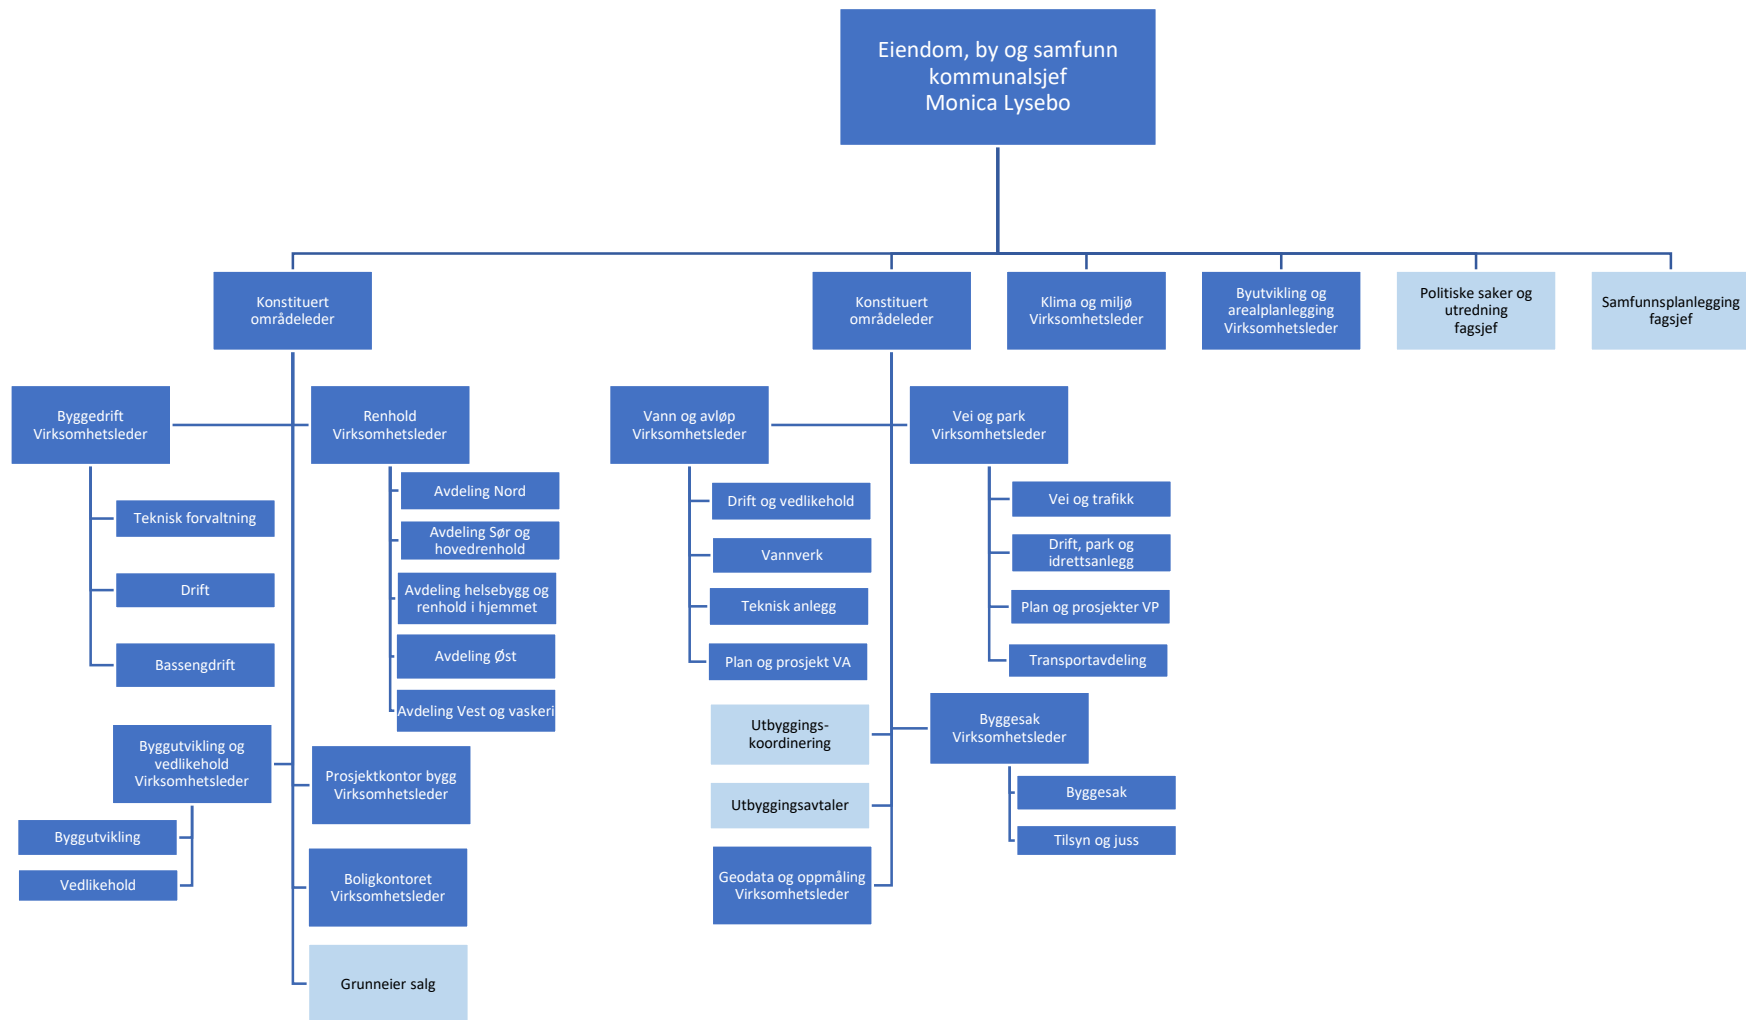 Eiendom, by og samfunn
kommunalsjef
Monica Lysebo
Konstituert
områdeleder
Konstituert
områdeleder
Klima og miljø
Virksomhetsleder
Byutvikling og
arealplanlegging
Virksomhetsleder
Politiske saker og
utredning
fagsjef
Samfunnsplanlegging
fagsjef
Byggedrift
Virksomhetsleder
Teknisk forvaltning
Drift
Bassengdrift
Renhold
Virksomhetsleder
Avdeling Nord
Avdeling Sør og
hovedrenhold
Avdeling helsebygg og
renhold i hjemmet
Avdeling Øst
Avdeling Vest og vaskeri
Byggutvikling og
vedlikehold
Virksomhetsleder
Byggutvikling
Vedlikehold
Prosjektkontor bygg
Virksomhetsleder
Boligkontoret
Virksomhetsleder
Grunneier salg
Vann og avløp
Virksomhetsleder
Drift og vedlikehold
Vannverk
Teknisk anlegg
Plan og prosjekt VA
Vei og park
Virksomhetsleder
Vei og trafikk
Drift, park og
idrettsanlegg
Plan og prosjekter VP
Transportavdeling
Utbyggings-
koordinering
Utbyggingsavtaler
Geodata og oppmåling
Virksomhetsleder
Byggesak
Virksomhetsleder
Byggesak
Tilsyn og juss